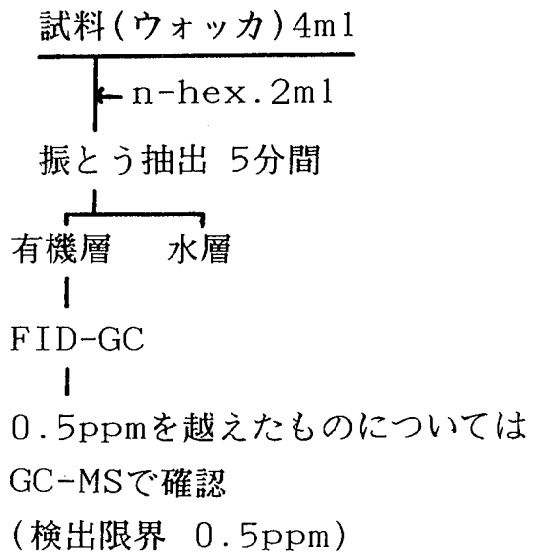 試料(ウォッカ)4ml
n-hex.2ml
振とう抽出 5分間
有機層 水層
FID-GC
0.5ppmを越えたものについては
GC-MSで確認
(検出限界 0.5ppm)